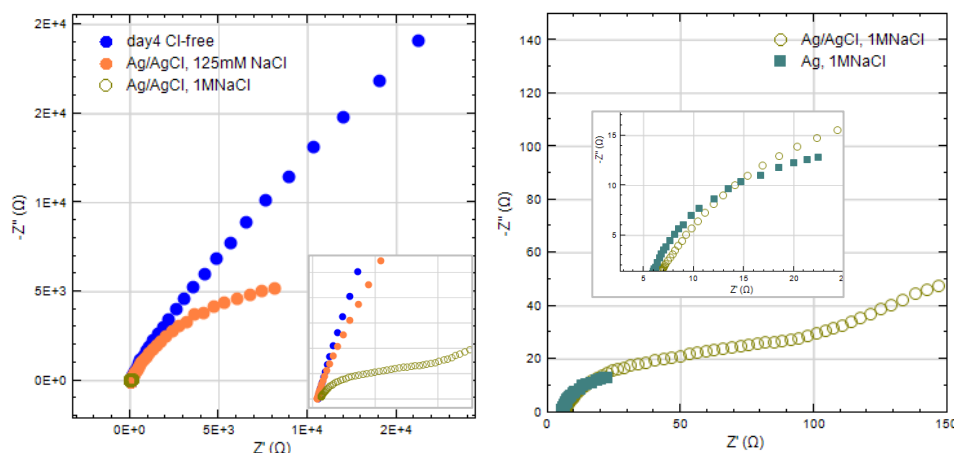 day4 Cl-free
Ag/AgCl, 125mM NaCl
Ag/AgCl, 1MNaCl
2E+4
2E+4
1E+4
5E+3
0E+0
-Z'' (Ω)
0E+0
5E+3
1E+4
2E+4
Z' (Ω)
Ag/AgCl, 1MNaCl
Ag, 1MNaCl
140
120
100
80
60
40
20
0
-Z'' (Ω)
0
50
100
150
Z' (Ω)
15
10
5
-Z'' (Ω)
5
10
15
20
2
Z' (Ω)